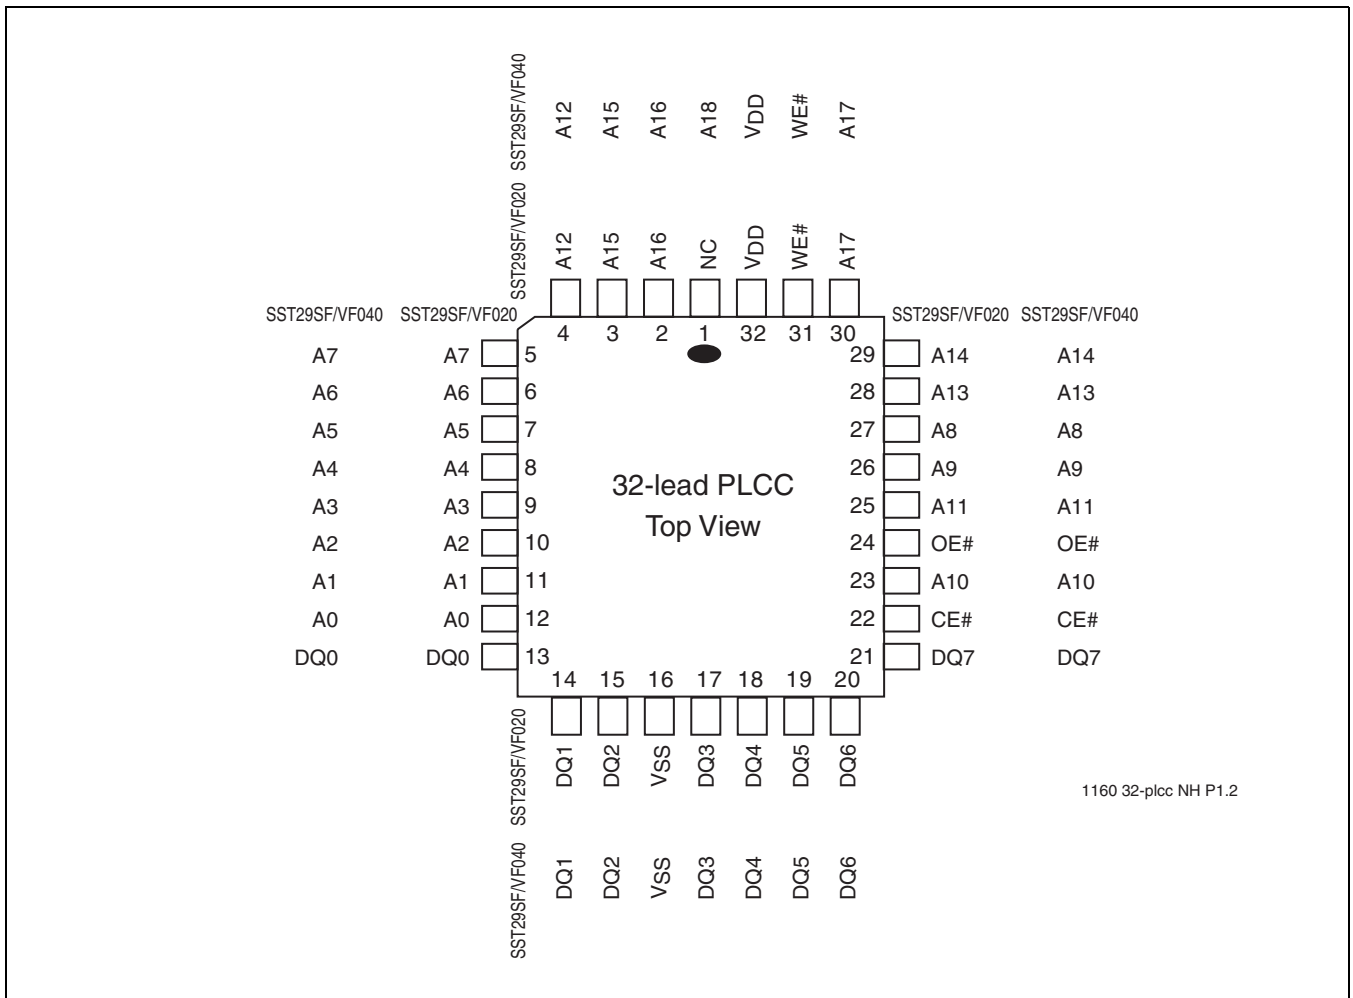 SST29SF/VF040 A12 A15 A16 A18 VDD WE# A17
SST29SF/VF020 A12 A15 A16 NC VDD WE# A17
SST29SF/VF040 SST29SF/VF020 SST29SF/VF020 SST29SF/VF040
4 3 2 1 32 31 30
A7 A7 5 29 A14 A14
A6 A6 6 28 A13 A13
A5 A5 7 27 A8 A8
A4 A4 8 26 A9 A9
A3 A3 9 25 A11 A11
A2 A2 10 24 OE# OE#
A1 A1 11 23 A10 A10
A0 A0 12 22 CE# CE#
DQ0 DQ0 13 21 DQ7 DQ7
32-lead PLCC
Top View
14 15 16 17 18 19 20
SST29SF/VF020 DQ1 DQ2 VSS DQ3 DQ4 DQ5 DQ6
SST29SF/VF040 DQ1 DQ2 VSS DQ3 DQ4 DQ5 DQ6
1160 32-plcc NH P1.2